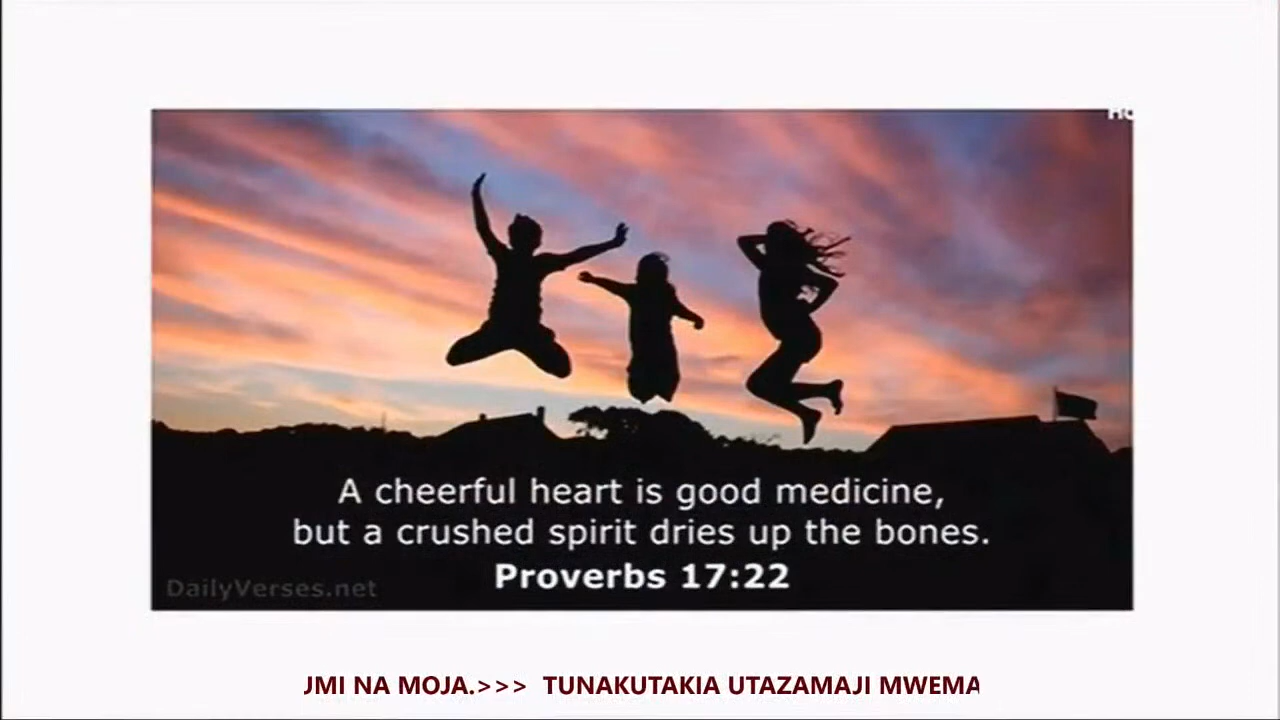 A cheerful heart is good medicine,
but a crushed spirit dries up the bones.
Proverbs 17:22
DailyVerses.net
NA MOJA.>>> TUNAKUTAKIA UTAZAMAJI MWEMA